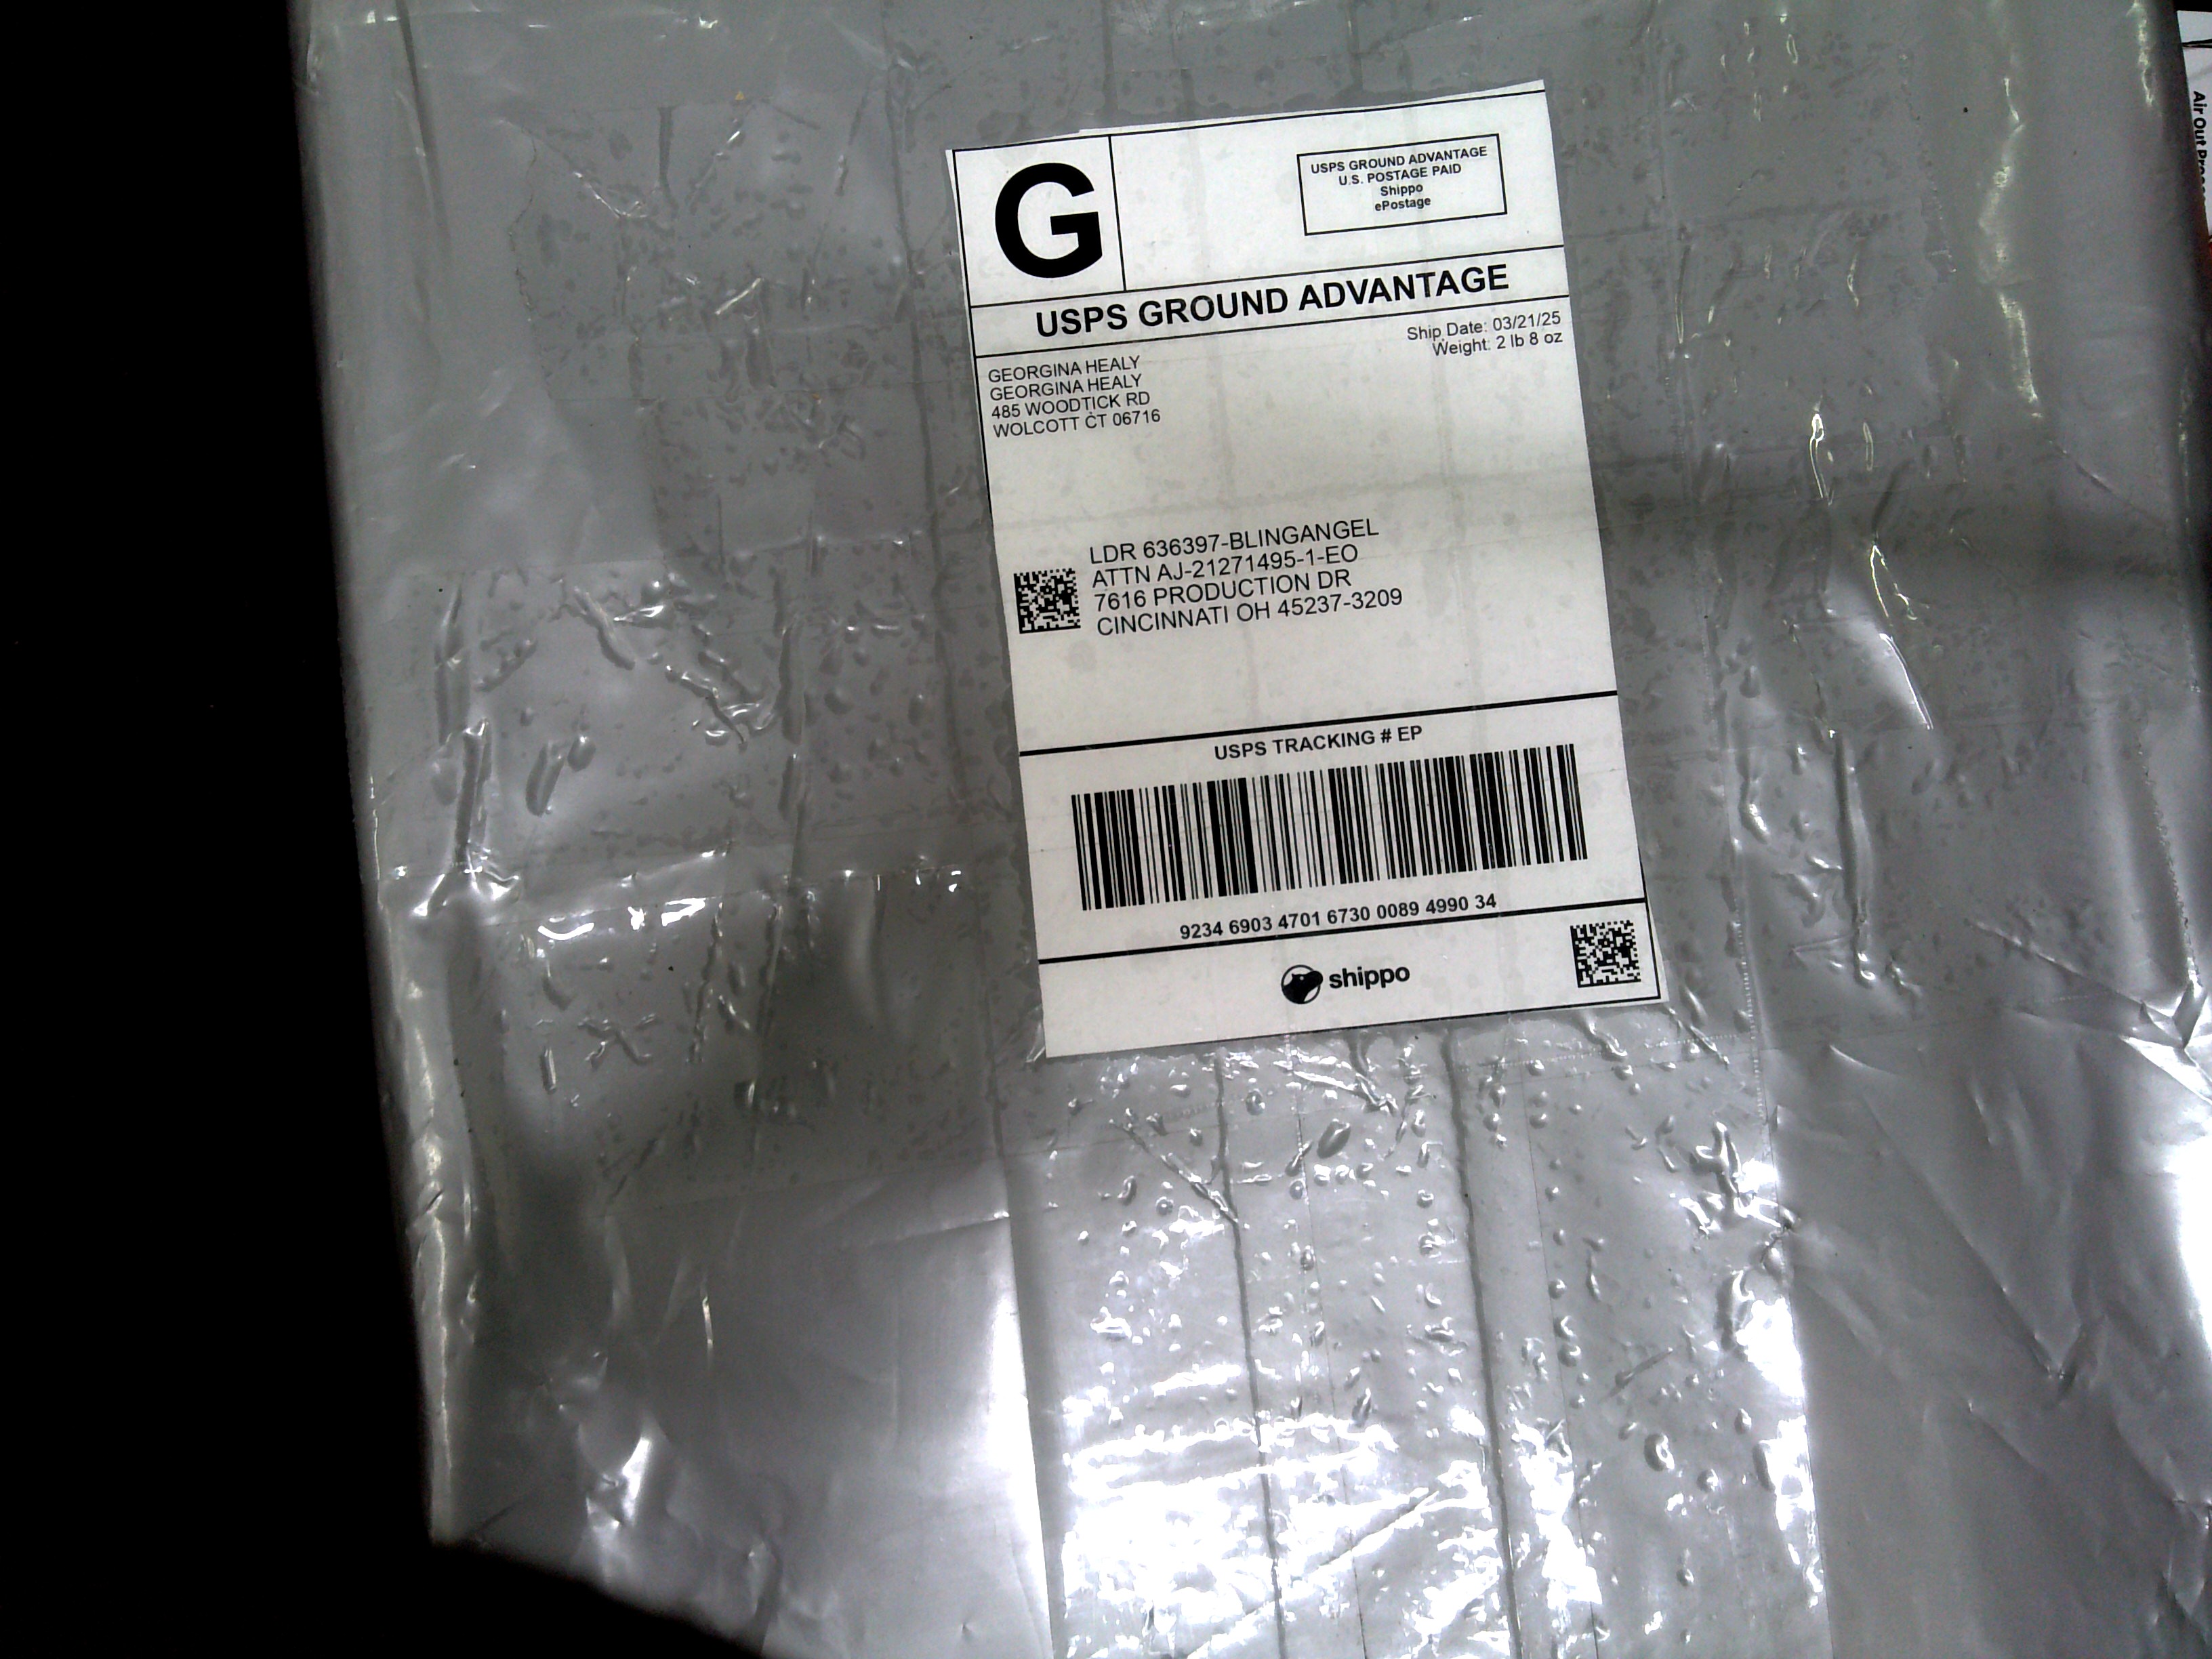 G
USPS GROUND ADVANTAGE
U.S. POSTAGE PAID
Shippo
ePostage
USPS GROUND ADVANTAGE
Ship Date: 03/21/25
Weight: 2 lb 8 oz
GEORGINA HEALY
GEORGINA HEALY
485 WOODTICK RD
WOLCOTT CT 06716
LDR 636397-BLINGANGEL
ATTN AJ-21271495-1-EO
7616 PRODUCTION DR
CINCINNATI OH 45237-3209
USPS TRACKING # EP
9234 6903 4701 6730 0089 4990 34
shippo
Air Out